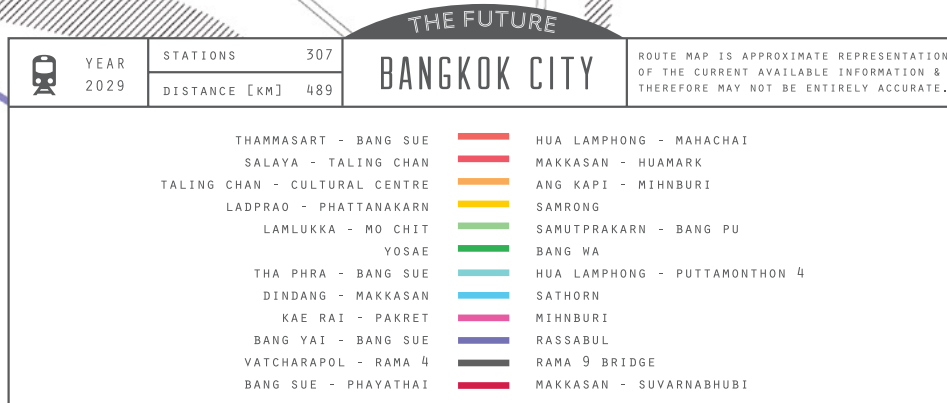 THE FUTURE
BANGKOK CITY
YEAR
2029
STATIONS 307
DISTANCE [KM] 489
ROUTE MAP IS APPROXIMATE REPRESENTATION
OF THE CURRENT AVAILABLE INFORMATION &
THEREFORE MAY NOT BE ENTIRELY ACCURATE.
THAMMASART - BANG SUE HUA LAMPHONG - MAHACHAI
SALAYA - TALING CHAN MAKKASAN - HUAMARK
TALING CHAN - CULTURAL CENTRE ANG KAPI - MIHNBURI
LADPRAO - PHATTANAKARN SAMRONG
LAMLUKKA - MO CHIT SAMUTPRAKARN - BANG PU
YOSAE BANG WA
THA PHRA - BANG SUE HUA LAMPHONG - PUTTAMONTHON 4
DINDANG - MAKKASAN SATHORN
KAE RAI - PAKRET MIHNBURI
BANG YAI - BANG SUE RASSABUL
VATCHARAPOL - RAMA 4 RAMA 9 BRIDGE
BANG SUE - PHAYATHAI MAKKASAN - SUVARNABHUBI